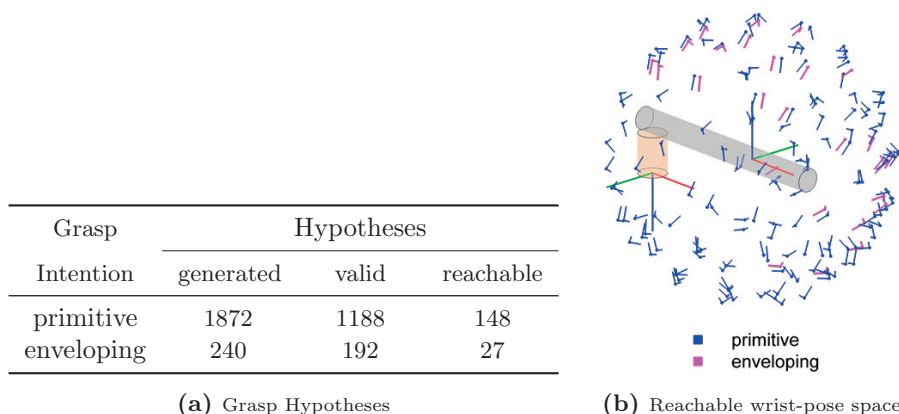 Grasp Hypotheses
Intention generated valid reachable
primitive 1872 1188 148
enveloping 240 192 27
(a) Grasp Hypotheses
primitive
enveloping
(b) Reachable wrist-pose space